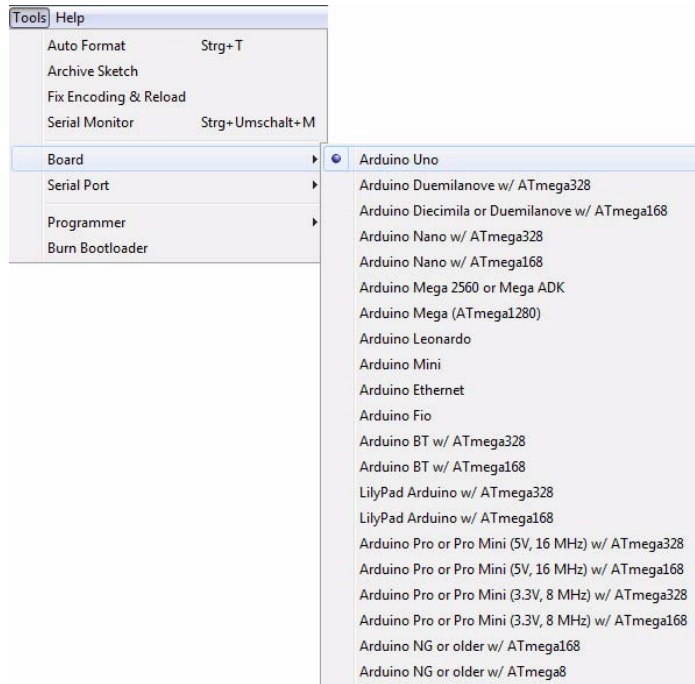 Tools Help
Auto Format Strg+T
Archive Sketch
Fix Encoding & Reload
Serial Monitor Strg+Umschalt+M
Board
Serial Port
Programmer
Burn Bootloader
Arduino Uno
Arduino Duemilanove w/ ATmega328
Arduino Diecimila or Duemilanove w/ ATmega168
Arduino Nano w/ ATmega328
Arduino Nano w/ ATmega168
Arduino Mega 2560 or Mega ADK
Arduino Mega (ATmega1280)
Arduino Leonardo
Arduino Mini
Arduino Ethernet
Arduino Fio
Arduino BT w/ ATmega328
Arduino BT w/ ATmega168
LilyPad Arduino w/ ATmega328
LilyPad Arduino w/ ATmega168
Arduino Pro or Pro Mini (5V, 16 MHz) w/ ATmega328
Arduino Pro or Pro Mini (5V, 16 MHz) w/ ATmega168
Arduino Pro or Pro Mini (3.3V, 8 MHz) w/ ATmega328
Arduino Pro or Pro Mini (3.3V, 8 MHz) w/ ATmega168
Arduino NG or older w/ ATmega168
Arduino NG or older w/ ATmega8